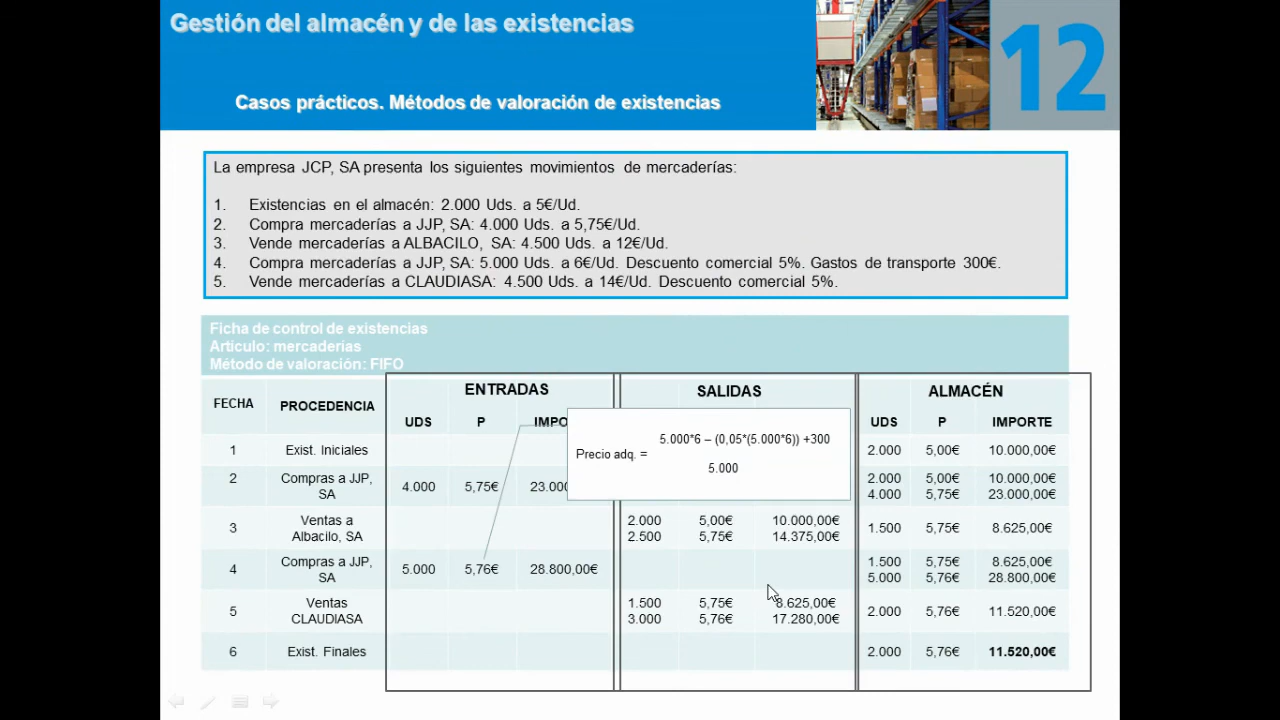 Gestión del almacén y de las existencias
12
Casos prácticos. Métodos de valoración de existencias
La empresa JCP, SA presenta los siguientes movimientos de mercaderías:
1. Existencias en el almacén: 2.000 Uds. a 5€/Ud.
2. Compra mercaderías a JJP, SA: 4.000 Uds. a 5,75€/Ud.
3. Vende mercaderías a ALBACILO, SA: 4.500 Uds. a 12€/Ud.
4. Compra mercaderías a JJP, SA: 5.000 Uds. a 6€/Ud. Descuento comercial 5%. Gastos de transporte 300€.
5. Vende mercaderías a CLAUDIASA: 4.500 Uds. a 14€/Ud. Descuento comercial 5%.
Ficha de control de existencias
Artículo: mercaderías
Método de valoración: FIFO
FECHA PROCEDENCIA ENTRADAS SALIDAS ALMACÉN
UDS P IMPO UDS P IMPORTE
5.000*6 – (0,05*(5.000*6)) +300
Precio adq. =
5.000
1 Exist. Iniciales 2.000 5,00€ 10.000,00€
2 Compras a JJP, SA 4.000 5,75€ 23.00 2.000 5,00€ 10.000,00€
4.000 5,75€ 23.000,00€
3 Ventas a Albacilo, SA 2.000 5,00€ 10.000,00€ 1.500 5,75€ 8.625,00€
2.500 5,75€ 14.375,00€
4 Compras a JJP, SA 5.000 5,76€ 28.800,00€ 1.500 5,75€ 8.625,00€
5.000 5,76€ 28.800,00€
5 Ventas CLAUDIASA 1.500 5,75€ 8.625,00€ 2.000 5,76€ 11.520,00€
3.000 5,76€ 17.280,00€
6 Exist. Finales 2.000 5,76€ 11.520,00€